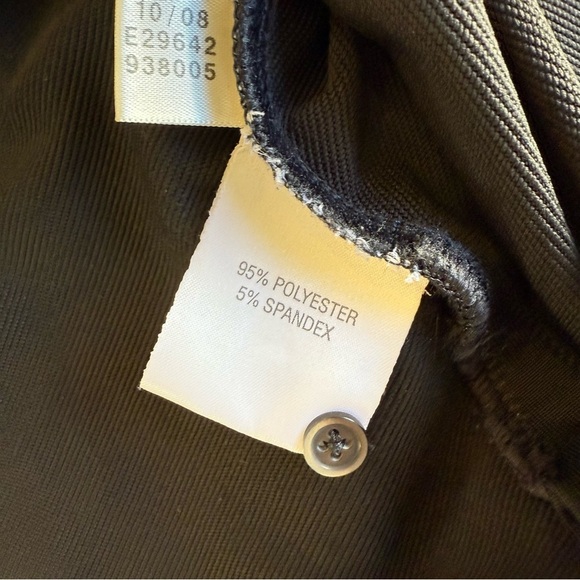 10/08
E29642
938005
95% POLYESTER
5% SPANDEX